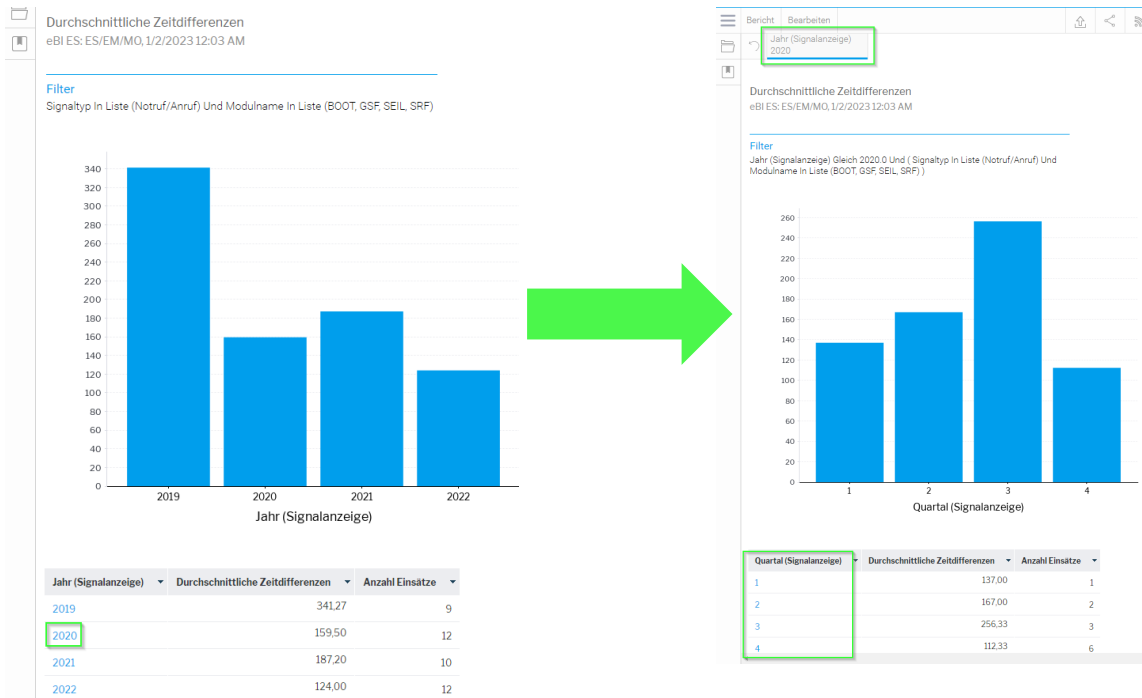 Durchschnittliche Zeitdifferenzen
eBI ES: ES/EM/MO, 1/2/2023 12:03 AM
Filter
Signaltyp In Liste (Notruf/Anruf) Und Modulname In Liste (BOOT, GSF, SEIL, SRF)
340
320
300
280
260
240
220
200
180
160
140
120
100
80
60
40
20
0
2019 2020 2021 2022
Jahr (Signalanzeige)
Jahr (Signalanzeige) Durchschnittliche Zeitdifferenzen Anzahl Einsätze
2019 341,27 9
2020 159,50 12
2021 187,20 10
2022 124,00 12
Bericht Bearbeiten
Jahr (Signalanzeige)
2020
Durchschnittliche Zeitdifferenzen
eBI ES: ES/EM/MO, 1/2/2023 12:03 AM
Filter
Jahr (Signalanzeige) Gleich 2020.0 Und ( Signaltyp In Liste (Notruf/Anruf) Und
Modulname In Liste (BOOT, GSF, SEIL, SRF) )
260
240
220
200
180
160
140
120
100
80
60
40
20
0
1 2 3 4
Quartal (Signalanzeige)
Quartal (Signalanzeige) Durchschnittliche Zeitdifferenzen Anzahl Einsätze
1 137,00 1
2 167,00 2
3 256,33 3
4 112,33 6